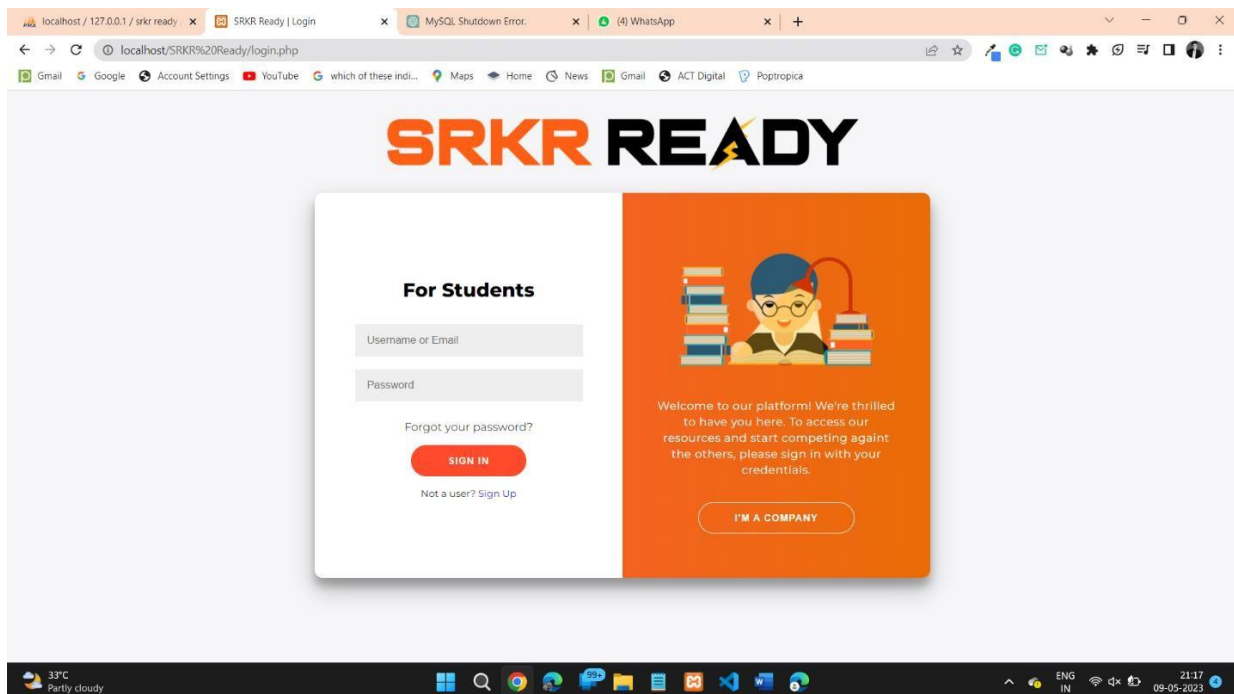 localhost / 127.0.0.1 / srkr ready
SRKR Ready | Login
MySQL Shutdown Error.
(4) WhatsApp
localhost/SRKR%20Ready/login.php
Gmail
Google
Account Settings
YouTube
which of these indi...
Maps
Home
News
Gmail
ACT Digital
Poptropica
SRKR READY
For Students
Username or Email
Password
Forgot your password?
SIGN IN
Not a user? Sign Up
Welcome to our platform! We're thrilled
to have you here. To access our
resources and start competing againt
the others, please sign in with your
credentials.
I'M A COMPANY
33°C
Partly cloudy
99+
ENG
IN
21:17
09-05-2023
4